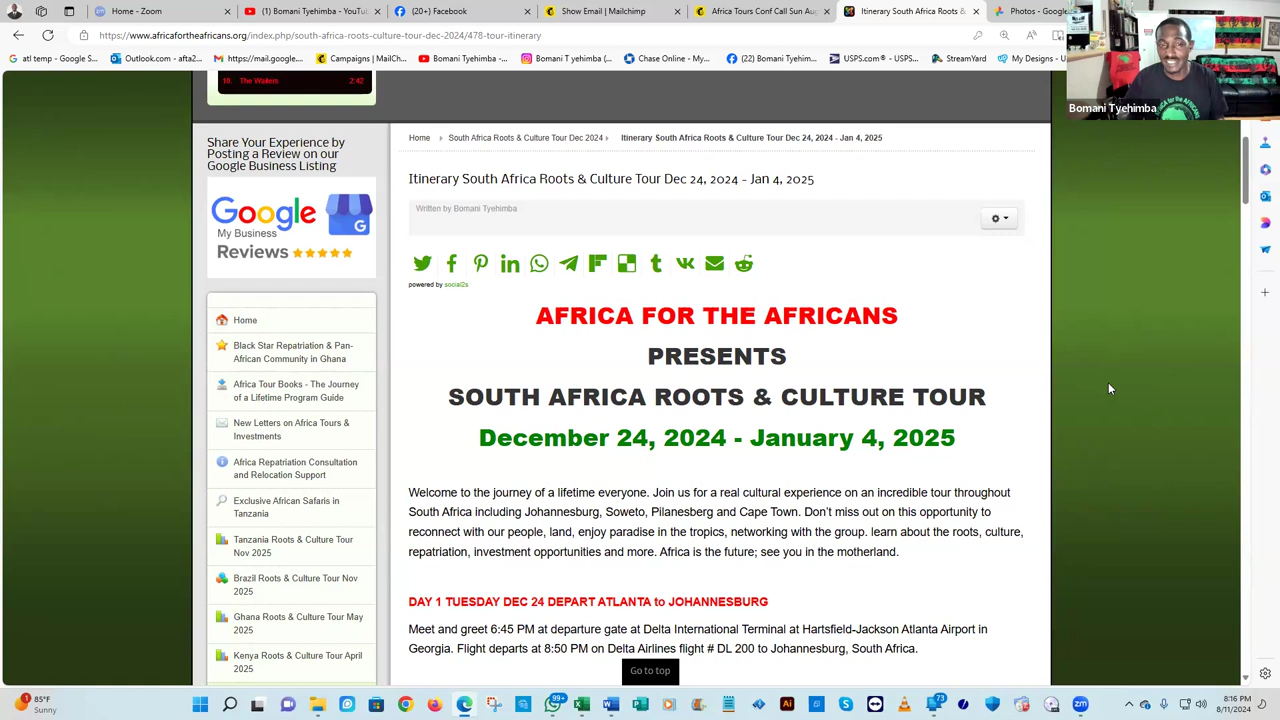 Home - Zoom
(1) Bomani Tyehimba - YouTu
(20+) Facebook
Show Email | Mailchimp
Africa Tours Conf Call Sun Au
Itinerary South Africa Roots &
Photos - Goog
https://www.africafortheafricans.org/index.php/south-africa-roots
atl temp - Google S...
Outlook.com - afta2...
https://mail.google...
Campaigns | MailCh...
Bomani Tyehimba -...
Bomani T yehimba (...
Chase Online - My...
(22) Bomani Tyehim...
USPS.com® - USPS...
StreamYard
My Designs - U
Bomani Tyehimba
10. The Wailem 2:42
Share Your Experience by
Posting a Review on our
Google Business Listing
Google
My Business
Reviews
Home
Black Star Repatriation & Pan-
African Community in Ghana
Africa Tour Books - The Journey
of a Lifetime Program Guide
New Letters on Africa Tours &
Investments
Africa Repatriation Consultation
and Relocation Support
Exclusive African Safaris in
Tanzania
Tanzania Roots & Culture Tour
Nov 2025
Brazil Roots & Culture Tour Nov
2025
Ghana Roots & Culture Tour May
2025
Kenya Roots & Culture Tour April
2025
Home South Africa Roots & Culture Tour Dec 2024 Itinerary South Africa Roots & Culture Tour Dec 24, 2024 - Jan 4, 2025
Itinerary South Africa Roots & Culture Tour Dec 24, 2024 - Jan 4, 2025
Written by Bomani Tyehimba
powered by social2s
AFRICA FOR THE AFRICANS
PRESENTS
SOUTH AFRICA ROOTS & CULTURE TOUR
December 24, 2024 - January 4, 2025
Welcome to the journey of a lifetime everyone. Join us for a real cultural experience on an incredible tour throughout
South Africa including Johannesburg, Soweto, Pilanesberg and Cape Town. Don't miss out on this opportunity to
reconnect with our people, land, enjoy paradise in the tropics, networking with the group. learn about the roots, culture,
repatriation, investment opportunities and more. Africa is the future; see you in the motherland.
DAY 1 TUESDAY DEC 24 DEPART ATLANTA to JOHANNESBURG
Meet and greet 6:45 PM at departure gate at Delta International Terminal at Hartsfield-Jackson Atlanta Airport in
Georgia. Flight departs at 8:50 PM on Delta Airlines flight # DL 200 to Johannesburg, South Africa.
Go to top
85°F
Sunny
99+
73
8:16 PM
8/11/2024